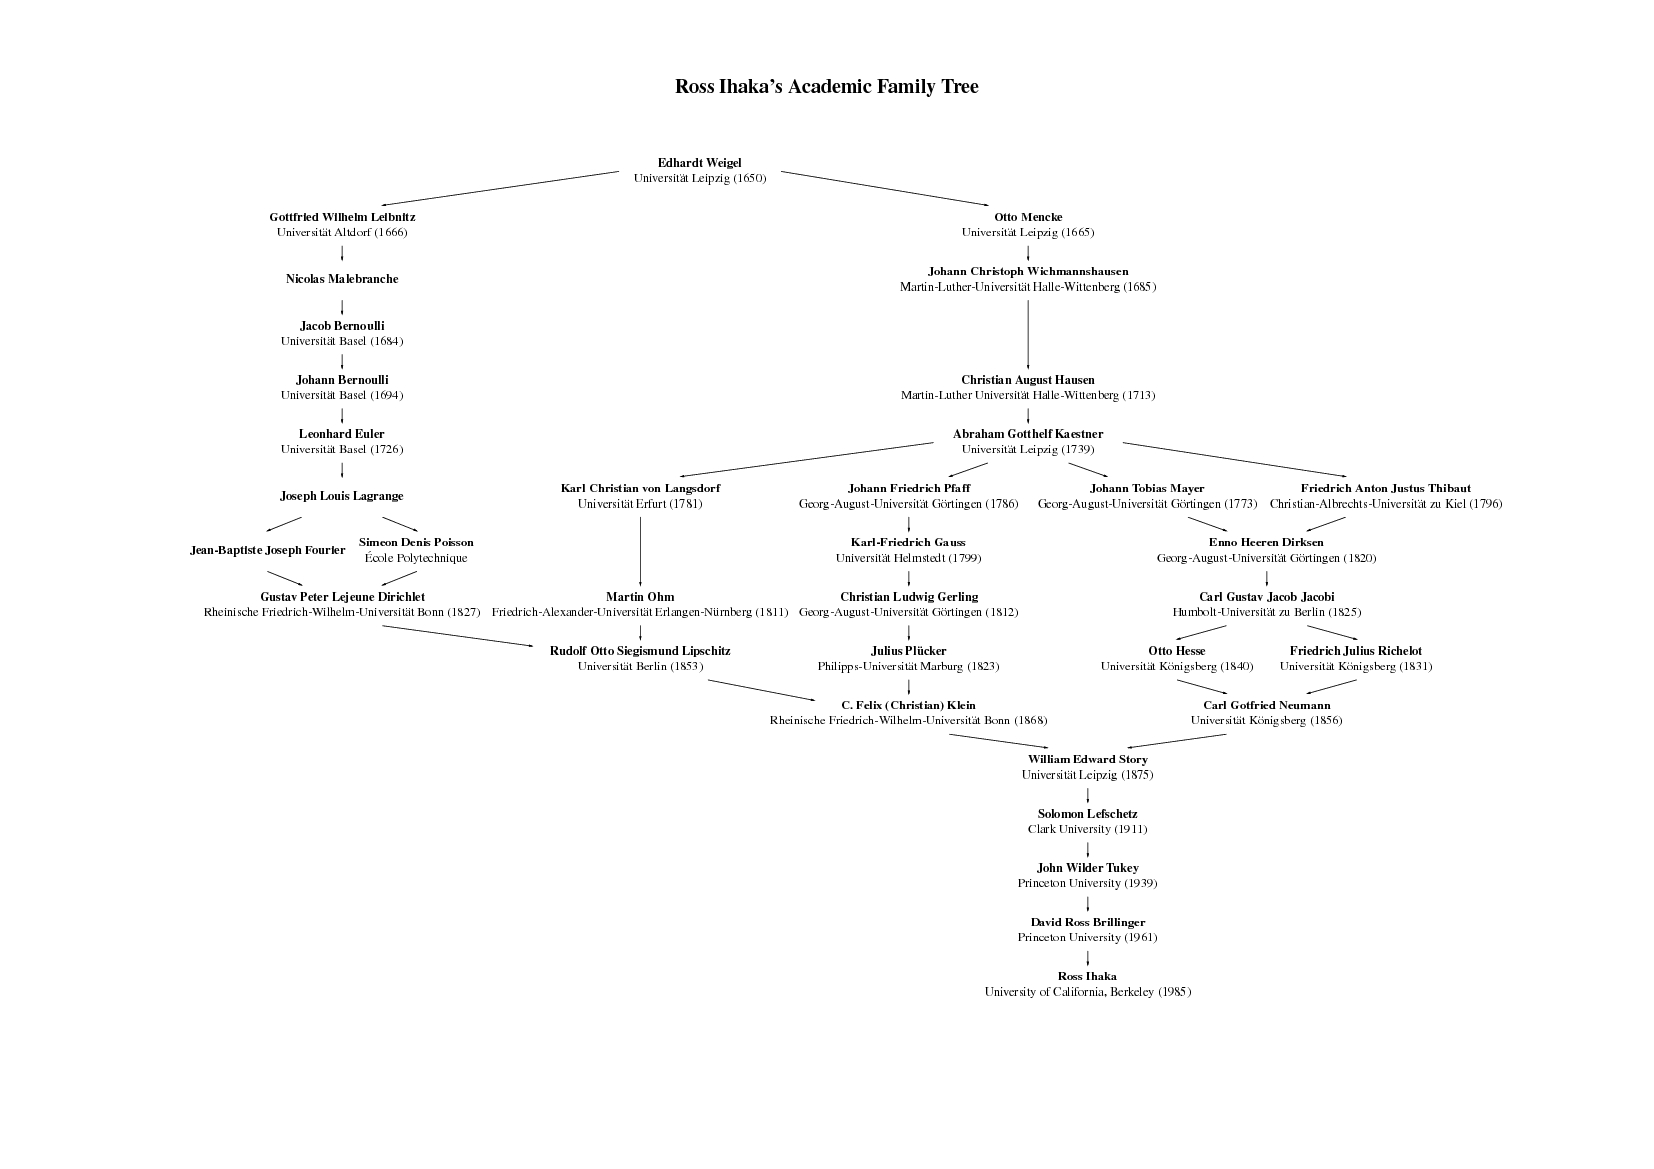 Ross Ihaka's Academic Family Tree
Edhardt Weigel
Universität Leipzig (1650)
Gottfried Wilhelm Leibnitz
Universität Altdorf (1666)
Otto Mencke
Universität Leipzig (1665)
Nicolas Malebranche
Johann Christoph Wichmannshausen
Martin-Luther-Universität Halle-Wittenberg (1685)
Jacob Bernoulli
Universität Basel (1684)
Johann Bernoulli
Universität Basel (1694)
Christian August Hausen
Martin-Luther Universität Halle-Wittenberg (1713)
Leonhard Euler
Universität Basel (1726)
Abraham Gotthelf Kaestner
Universität Leipzig (1739)
Joseph Louis Lagrange
Karl Christian von Langsdorf
Universität Erfurt (1781)
Johann Friedrich Pfaff
Georg-August-Universität Görtingen (1786)
Johann Tobias Mayer
Georg-August-Universität Görtingen (1773)
Friedrich Anton Justus Thibaut
Christian-Albrechts-Universität zu Kiel (1796)
Jean-Baptiste Joseph Fourier
Simeon Denis Poisson
École Polytechnique
Karl-Friedrich Gauss
Universität Helmstedt (1799)
Enno Heeren Dirksen
Georg-August-Universität Görtingen (1820)
Gustav Peter Lejeune Dirichlet
Rheinische Friedrich-Wilhelm-Universität Bonn (1827)
Martin Ohm
Friedrich-Alexander-Universität Erlangen-Nürnberg (1811)
Christian Ludwig Gerling
Georg-August-Universität Görtingen (1812)
Carl Gustav Jacob Jacobi
Humbolt-Universität zu Berlin (1825)
Rudolf Otto Siegismund Lipschitz
Universität Berlin (1853)
Julius Plücker
Philipps-Universität Marburg (1823)
Otto Hesse
Universität Königsberg (1840)
Friedrich Julius Richelot
Universität Königsberg (1831)
C. Felix (Christian) Klein
Rheinische Friedrich-Wilhelm-Universität Bonn (1868)
Carl Gotfried Neumann
Universität Königsberg (1856)
William Edward Story
Universität Leipzig (1875)
Solomon Lefschetz
Clark University (1911)
John Wilder Tukey
Princeton University (1939)
David Ross Brillinger
Princeton University (1961)
Ross Ihaka
University of California, Berkeley (1985)